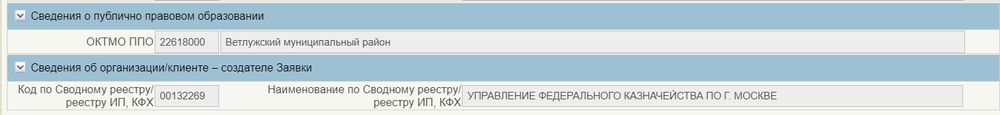 Сведения о публично правовом образовании
ОКТМО ППО 22618000 Ветлужский муниципальный район
Сведения об организации/клиенте – создателе Заявки
Код по Сводному реестру/
реестру ИП, КФХ
00132269
Наименование по Сводному реестру/
реестру ИП, КФХ
УПРАВЛЕНИЕ ФЕДЕРАЛЬНОГО КАЗНАЧЕЙСТВА ПО Г. МОСКВЕ